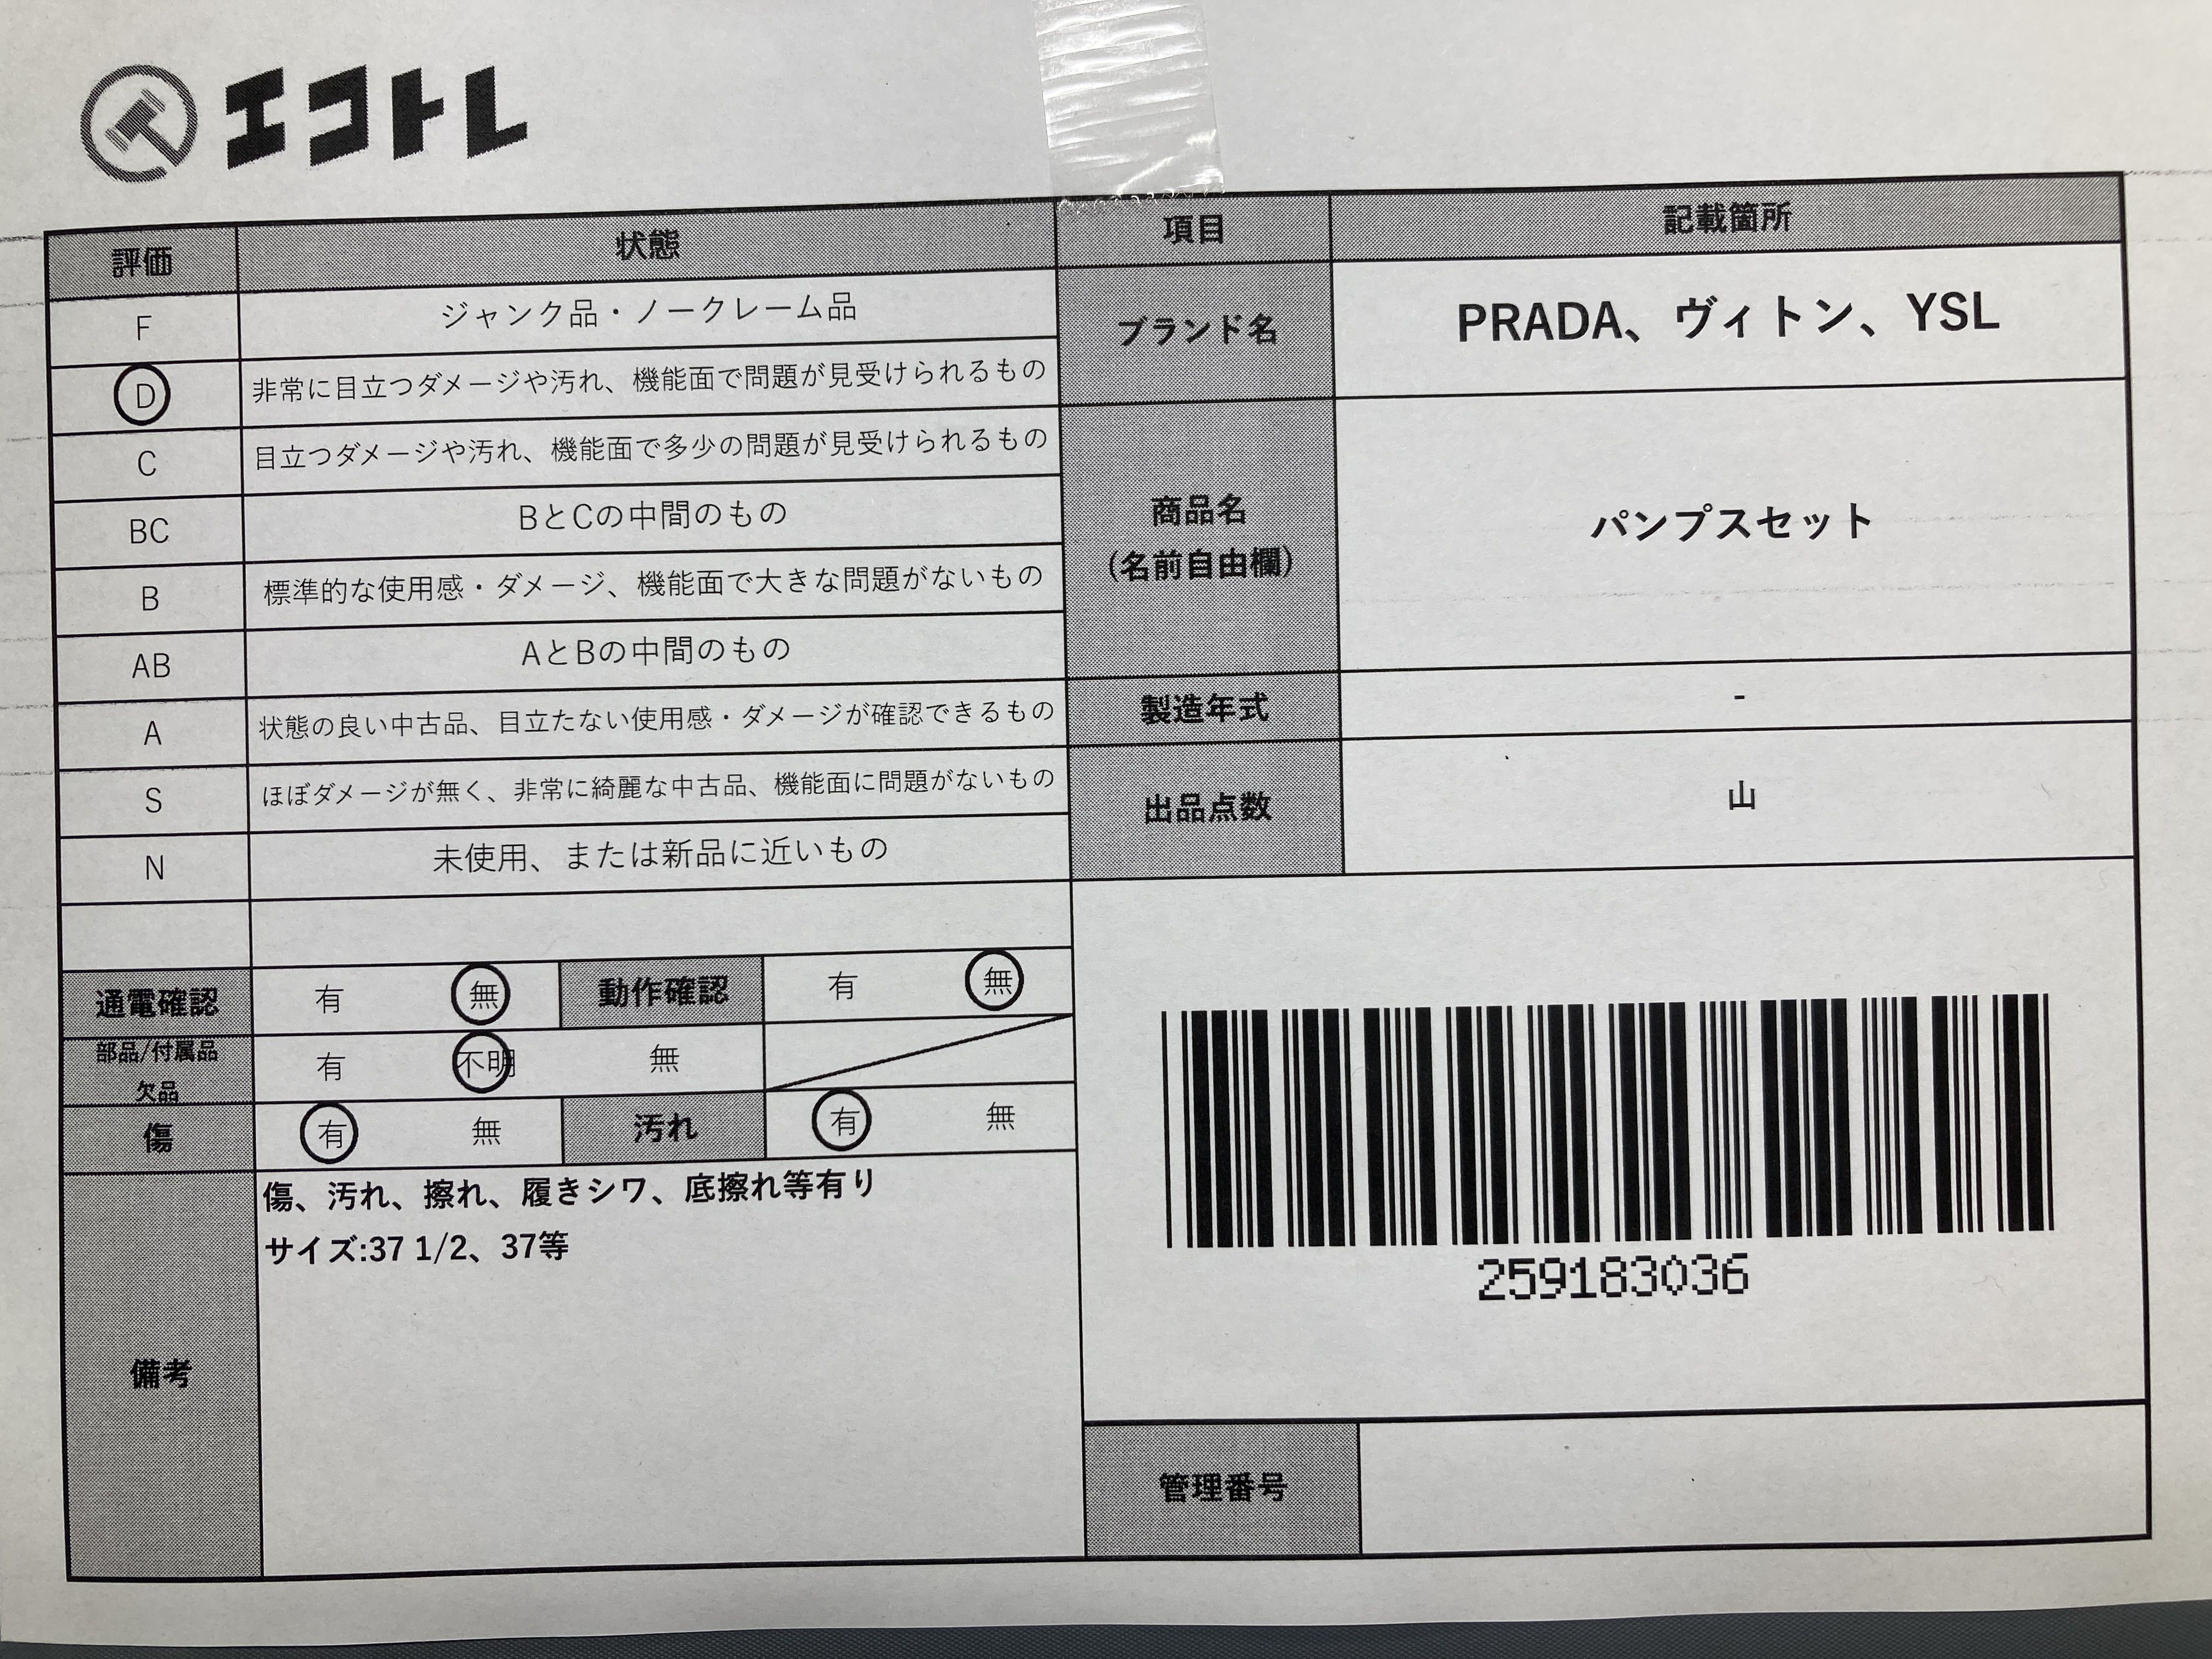 エコトレ
評価 状態
F ジャンク品・ノークレーム品
D 非常に目立つダメージや汚れ、機能面で問題が見受けられるもの
C 目立つダメージや汚れ、機能面で多少の問題が見受けられるもの
BC BとCの中間のもの
B 標準的な使用感・ダメージ、機能面で大きな問題がないもの
AB AとBの中間のもの
A 状態の良い中古品、目立たない使用感・ダメージが確認できるもの
S ほぼダメージが無く、非常に綺麗な中古品、機能面に問題がないもの
N 未使用、または新品に近いもの
通電確認 有 無 動作確認 有 無
部品/付属品
欠品
有 不明 無
傷 有 無 汚れ 有 無
備考
傷、汚れ、擦れ、履きシワ、底擦れ等有り
サイズ:37 1/2、37等
項目 記載箇所
ブランド名 PRADA、ヴィトン、YSL
商品名
(名前自由欄)
パンプスセット
製造年式 -
出品点数 山
259183036
管理番号